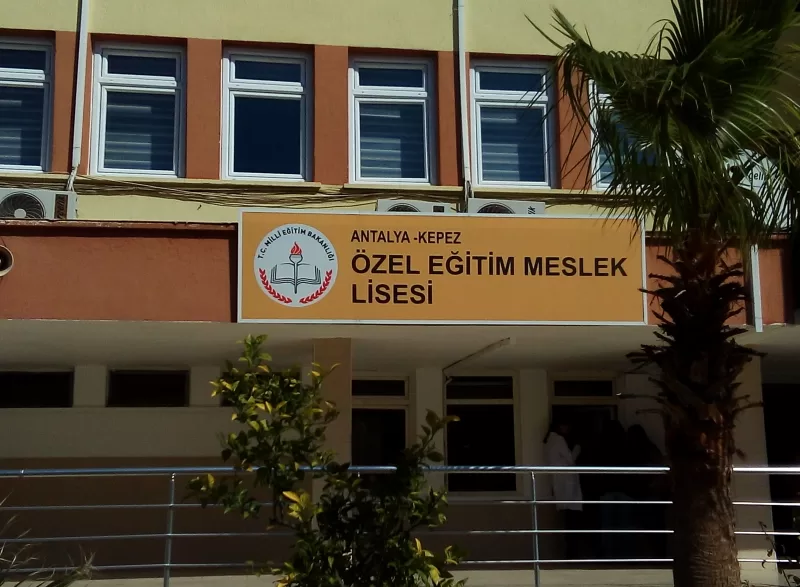 T.C. MİLLİ EĞİTİM BAKANLIĞI
ANTALYA -KEPEZ
ÖZEL EĞİTİM MESLEK
LİSESİ